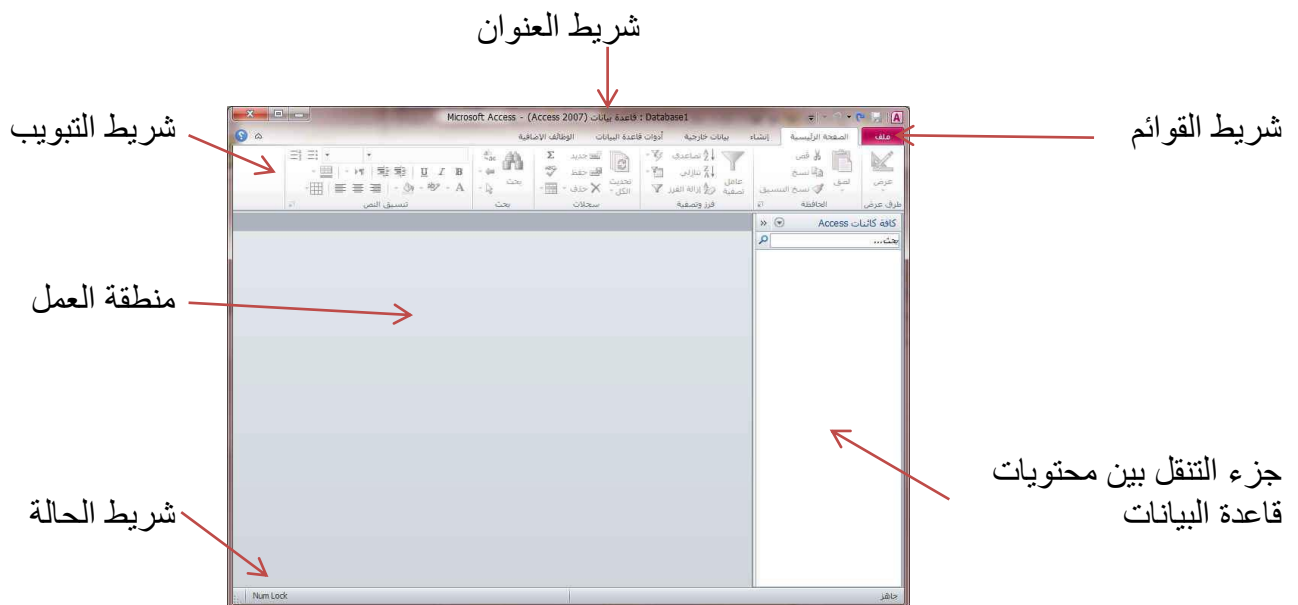 شريط العنوان
شريط القوائم
شريط التبويب
منطقة العمل
جزء التنقل بين محتويات
قاعدة البيانات
شريط الحالة
Database1 : قاعدة بيانات (Access 2007) - Microsoft Access
ملف الصفحة الرئيسية إنشاء بيانات خارجية أدوات قاعدة البيانات الوظائف الإضافية
عرض
لصق
قص
نسخ
نسخ التنسيق
عامل تصفية
تصاعدي
تنازلي
إزالة الفرز
تحديث الكل
جديد
حفظ
حذف
بحث
طرق عرض الحافظة فرز وتصفية سجلات بحث تنسيق النص
كافة كائنات Access
بحث...
جاهز
Num Lock